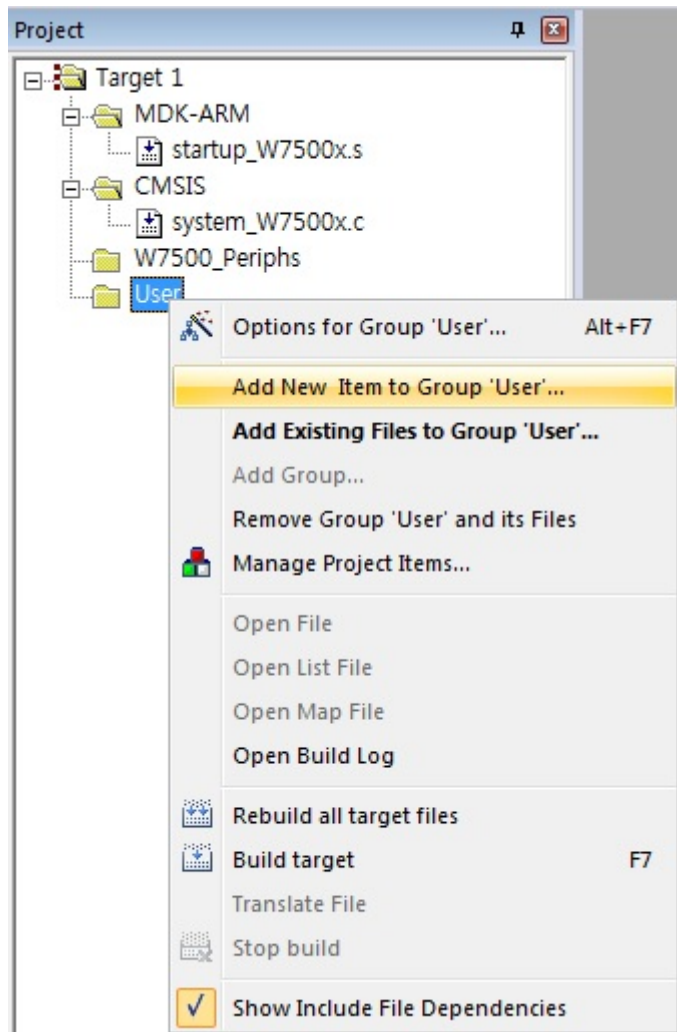 Project
Target 1
MDK-ARM
startup_W7500x.s
CMSIS
system_W7500x.c
W7500_Periphs
User
Options for Group 'User'... Alt+F7
Add New Item to Group 'User'...
Add Existing Files to Group 'User'...
Add Group...
Remove Group 'User' and its Files
Manage Project Items...
Open File
Open List File
Open Map File
Open Build Log
Rebuild all target files
Build target F7
Translate File
Stop build
Show Include File Dependencies